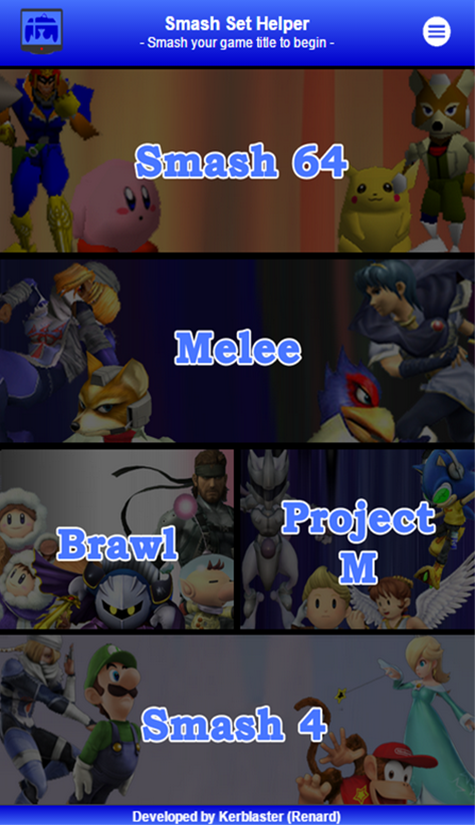 Smash Set Helper
- Smash your game title to begin -
Smash 64
Melee
Brawl
Project
M
Smash 4
Developed by Kerblaster (Renard)